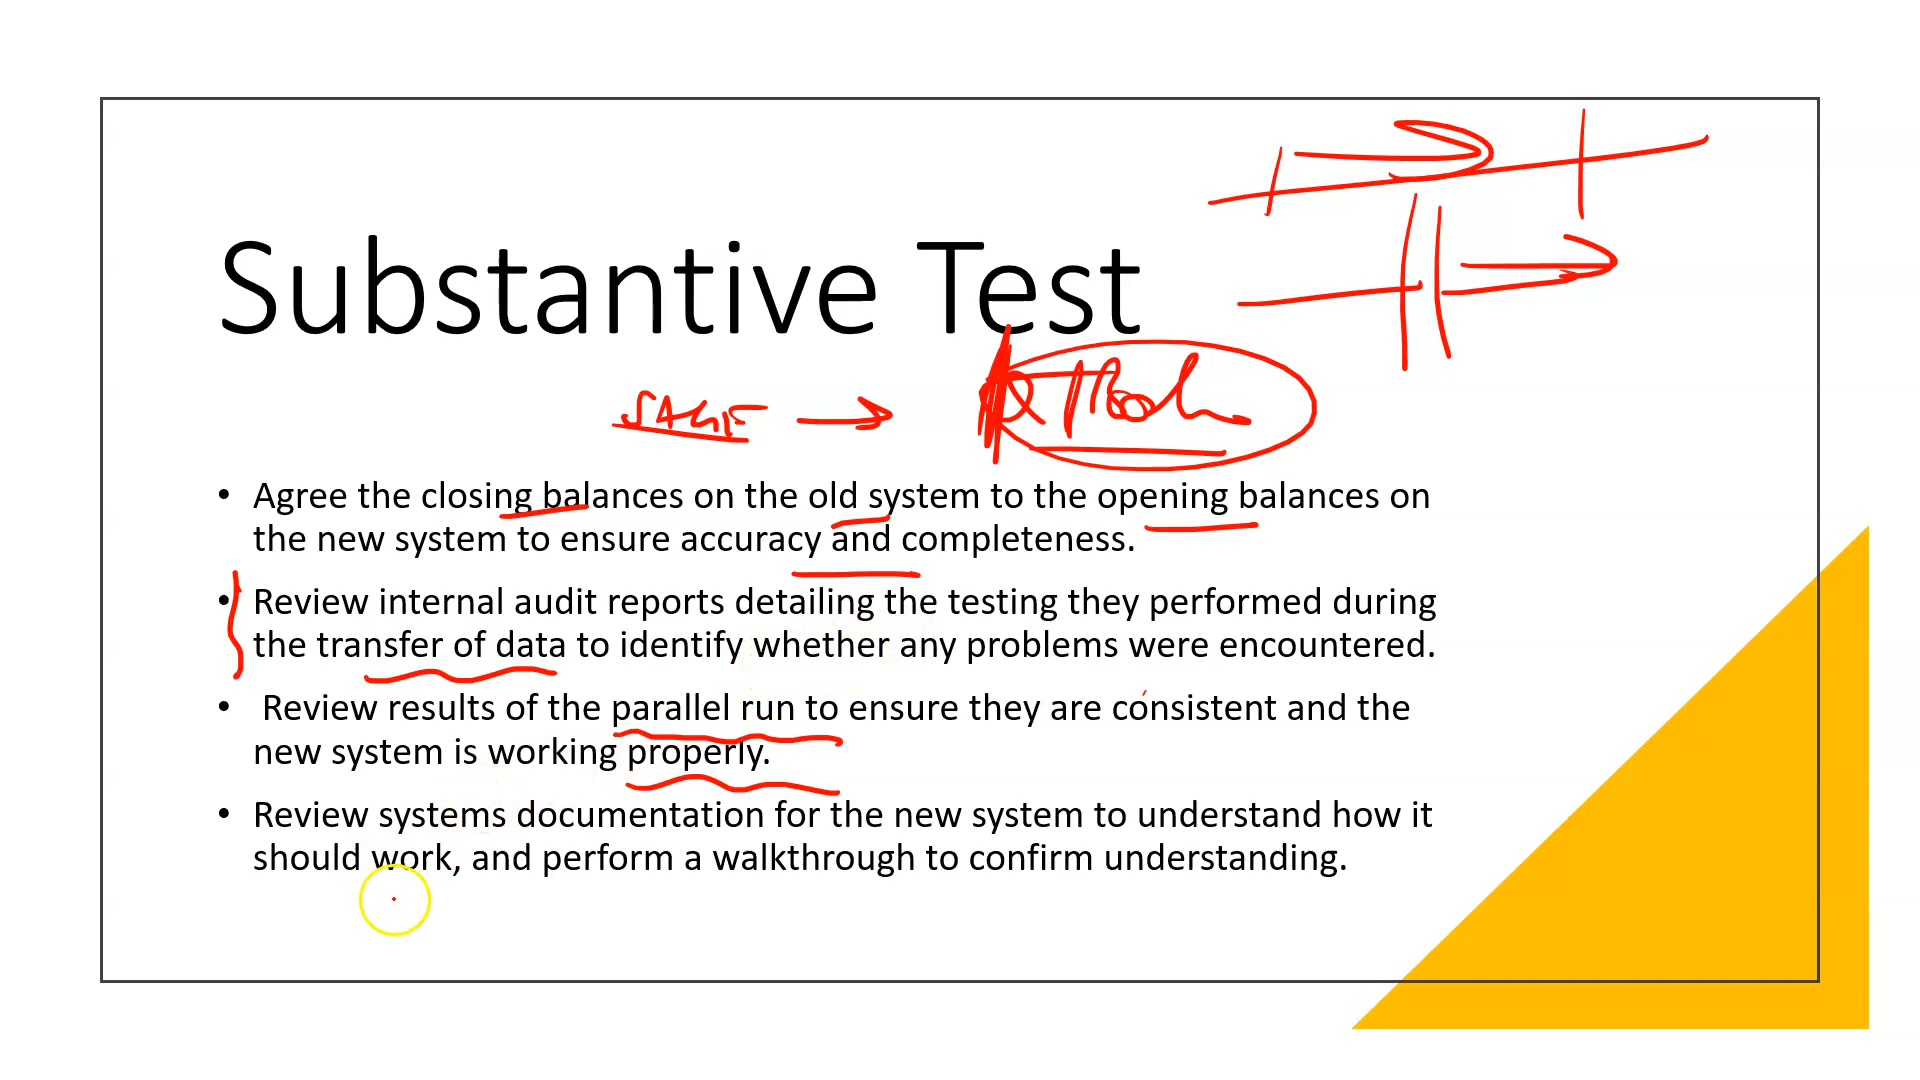 Substantive Test
SAGE
• Agree the closing balances on the old system to the opening balances on
the new system to ensure accuracy and completeness.
• Review internal audit reports detailing the testing they performed during
the transfer of data to identify whether any problems were encountered.
• Review results of the parallel run to ensure they are consistent and the
new system is working properly.
• Review systems documentation for the new system to understand how it
should work, and perform a walkthrough to confirm understanding.